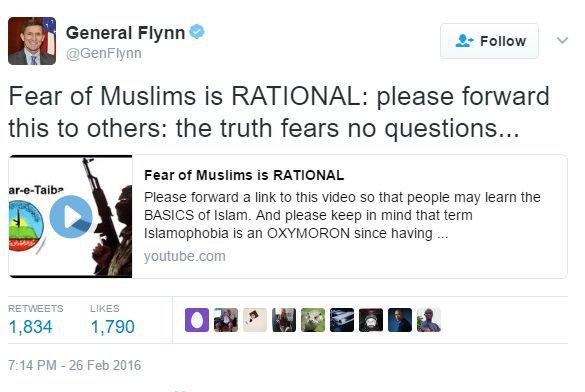 General Flynn
@GenFlynn
Follow
Fear of Muslims is RATIONAL: please forward
this to others: the truth fears no questions...
ar-e-Taiba
Fear of Muslims is RATIONAL
Please forward a link to this video so that people may learn the
BASICS of Islam. And please keep in mind that term
Islamophobia is an OXYMORON since having ...
youtube.com
RETWEETS
LIKES
1,834
1,790
7:14 PM - 26 Feb 2016